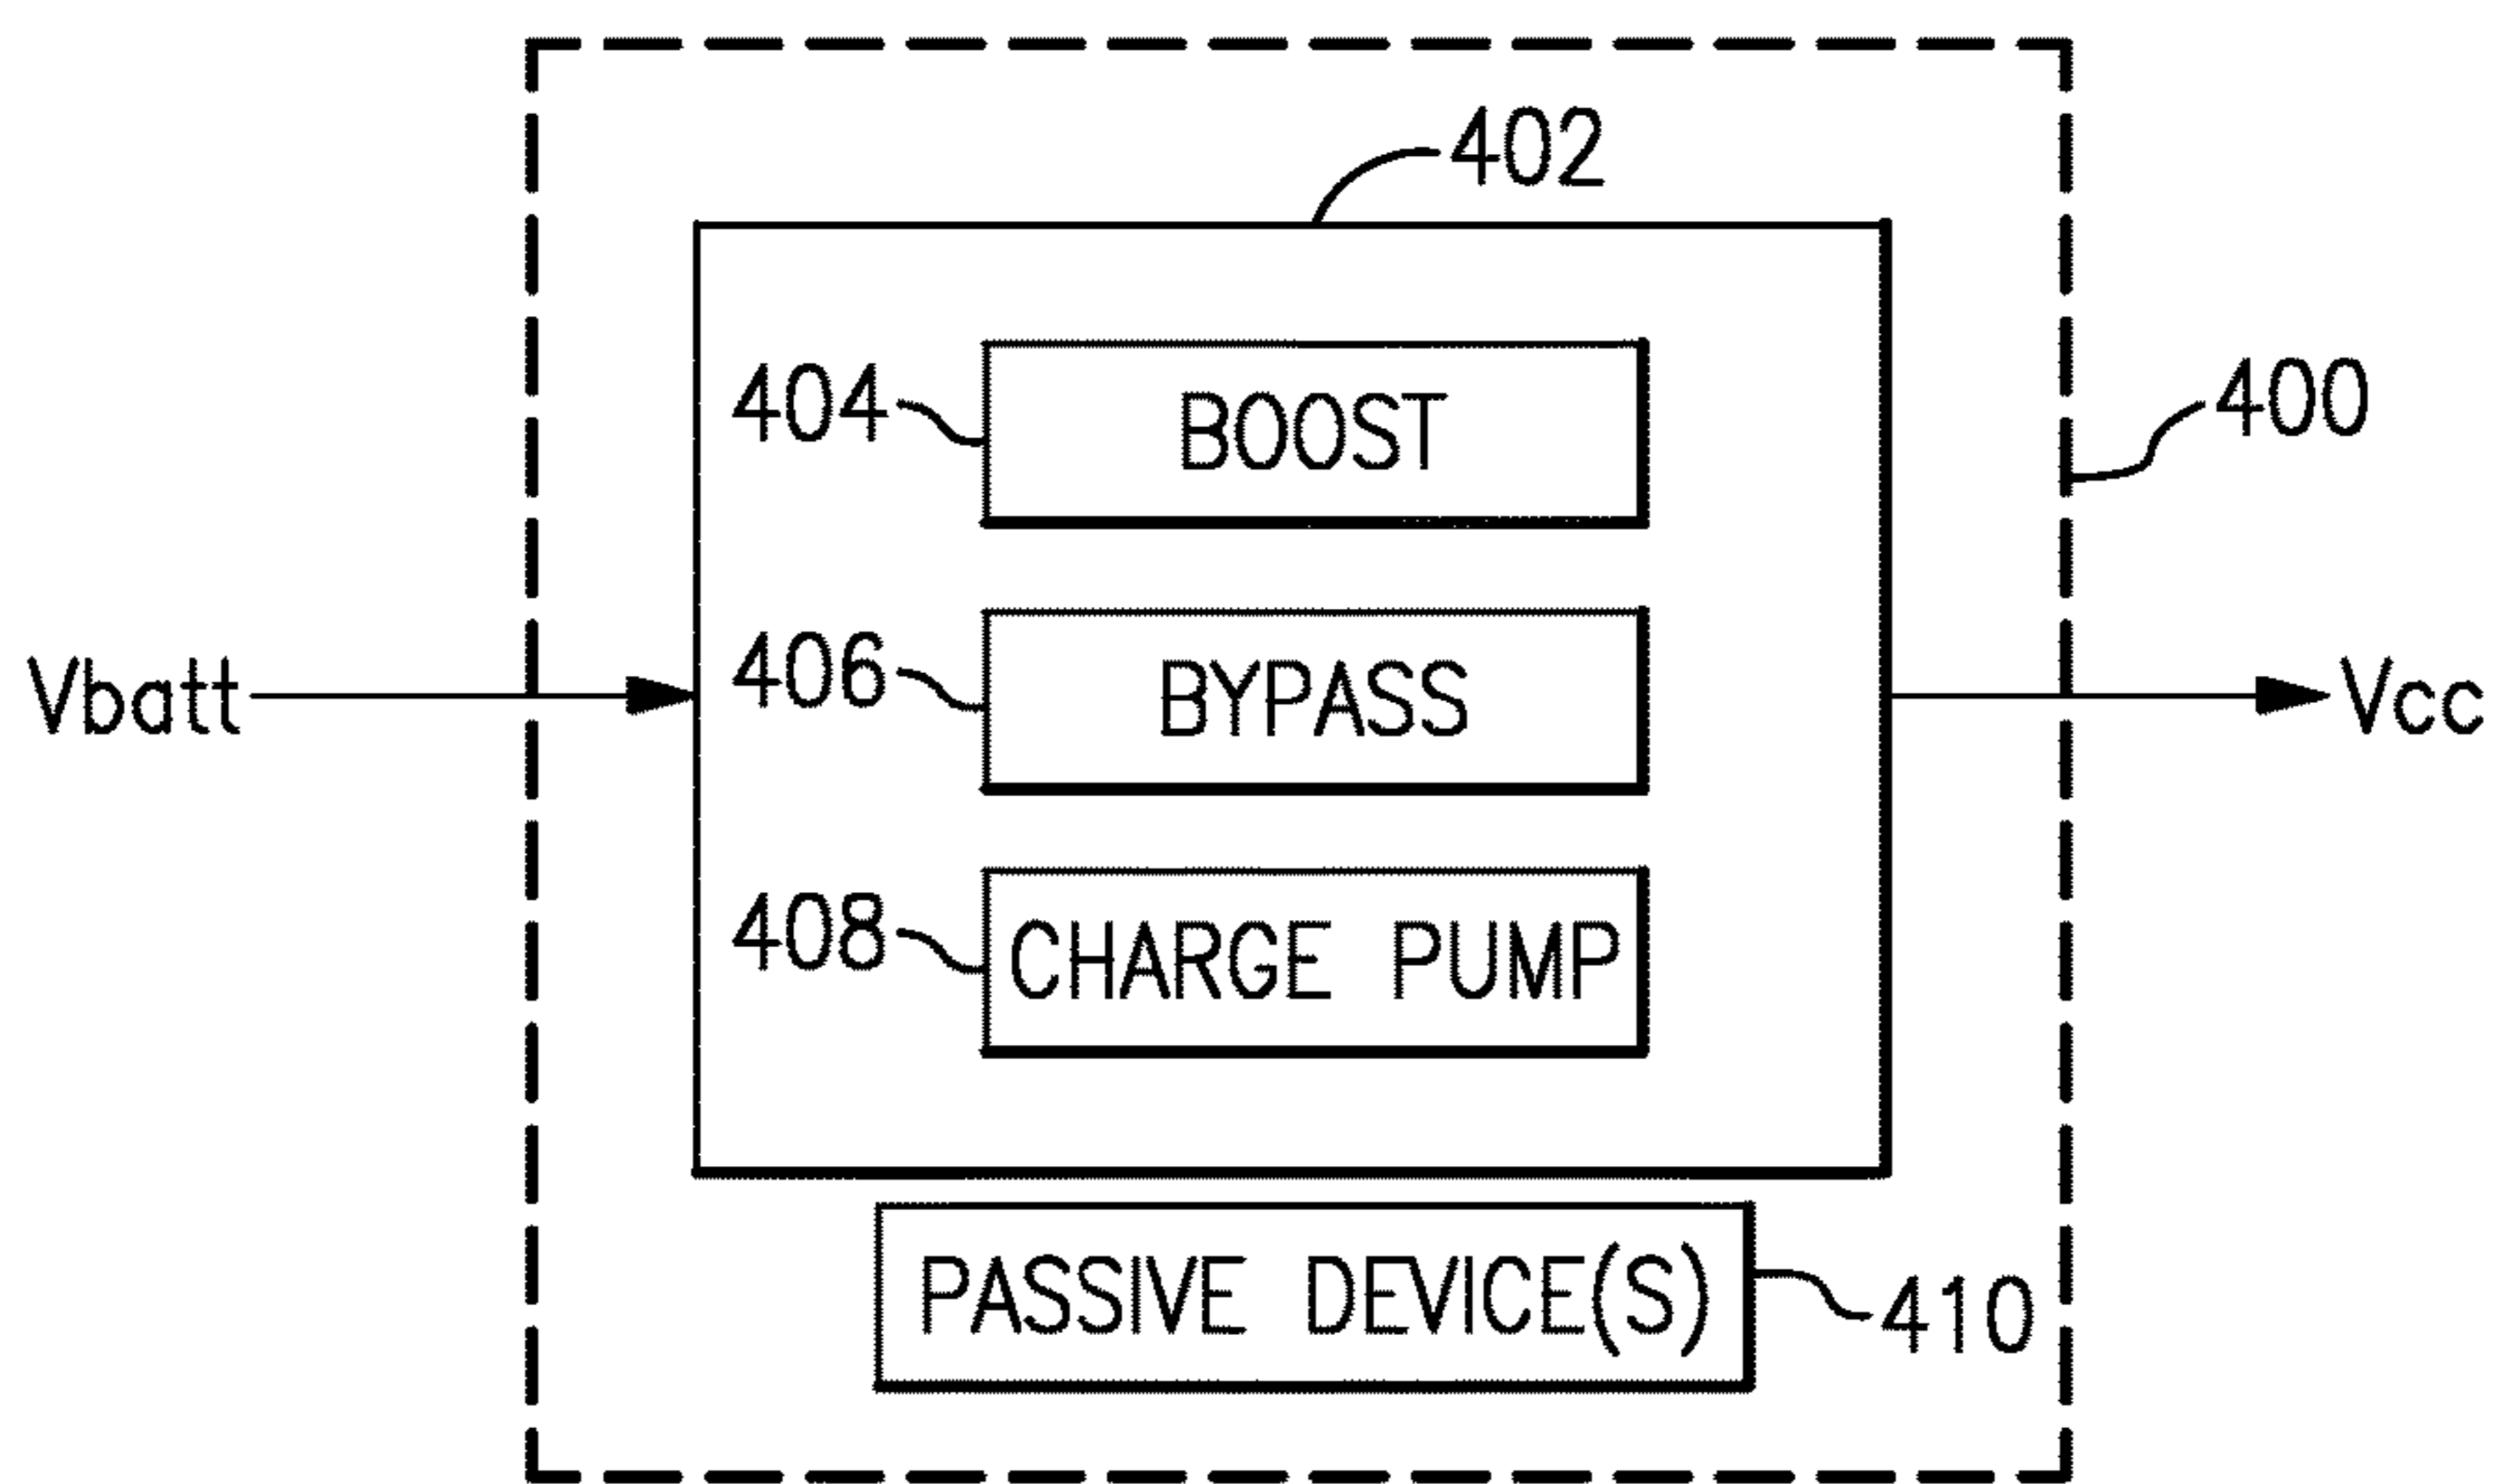 402
404 BOOST
400
406 BYPASS
Vbatt
Vcc
408 CHARGE PUMP
PASSIVE DEVICE(S) 410